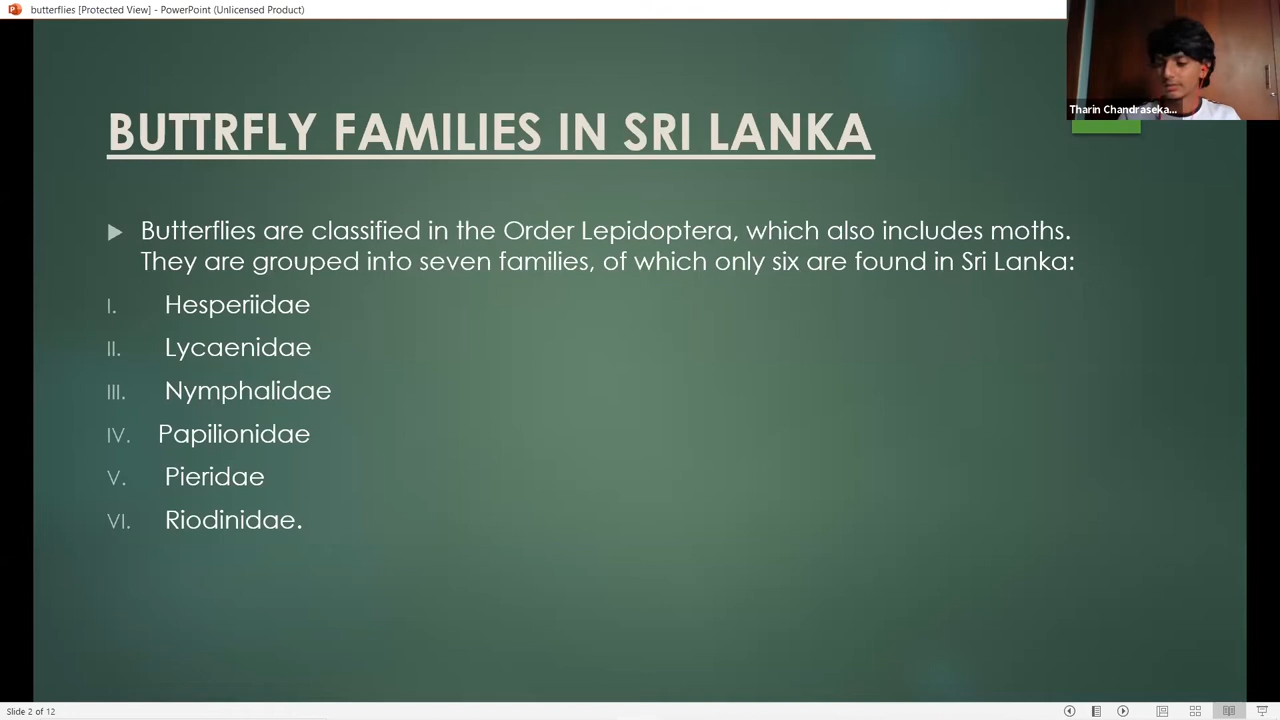 butterflies [Protected View] - PowerPoint (Unlicensed Product)
Tharin Chandraseka...
BUTTRFLY FAMILIES IN SRI LANKA
Butterflies are classified in the Order Lepidoptera, which also includes moths.
They are grouped into seven families, of which only six are found in Sri Lanka:
I. Hesperiidae
II. Lycaenidae
III. Nymphalidae
IV. Papilionidae
V. Pieridae
VI. Riodinidae.
Slide 2 of 12